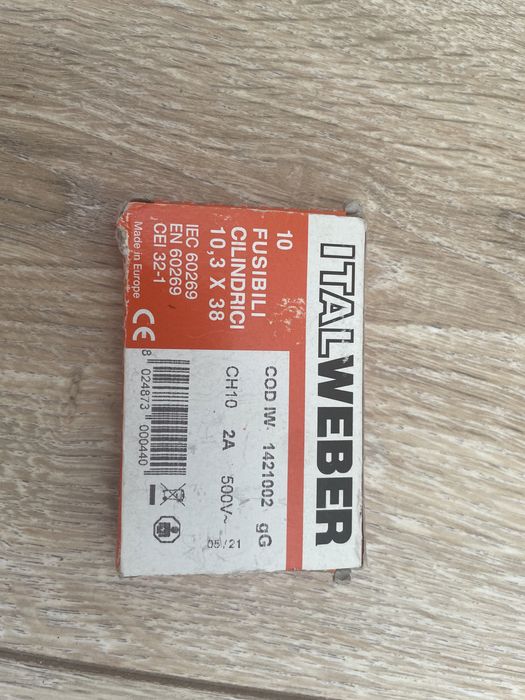 ITALWEBER
10
FUSIBILI
CILINDRICI
10,3 X 38
IEC 60269
EN 60269
CEI 32-1
Made in Europe
CE
COD IW 1421002 gG
CH10 2A 500V~
05/21
8 024873 000440